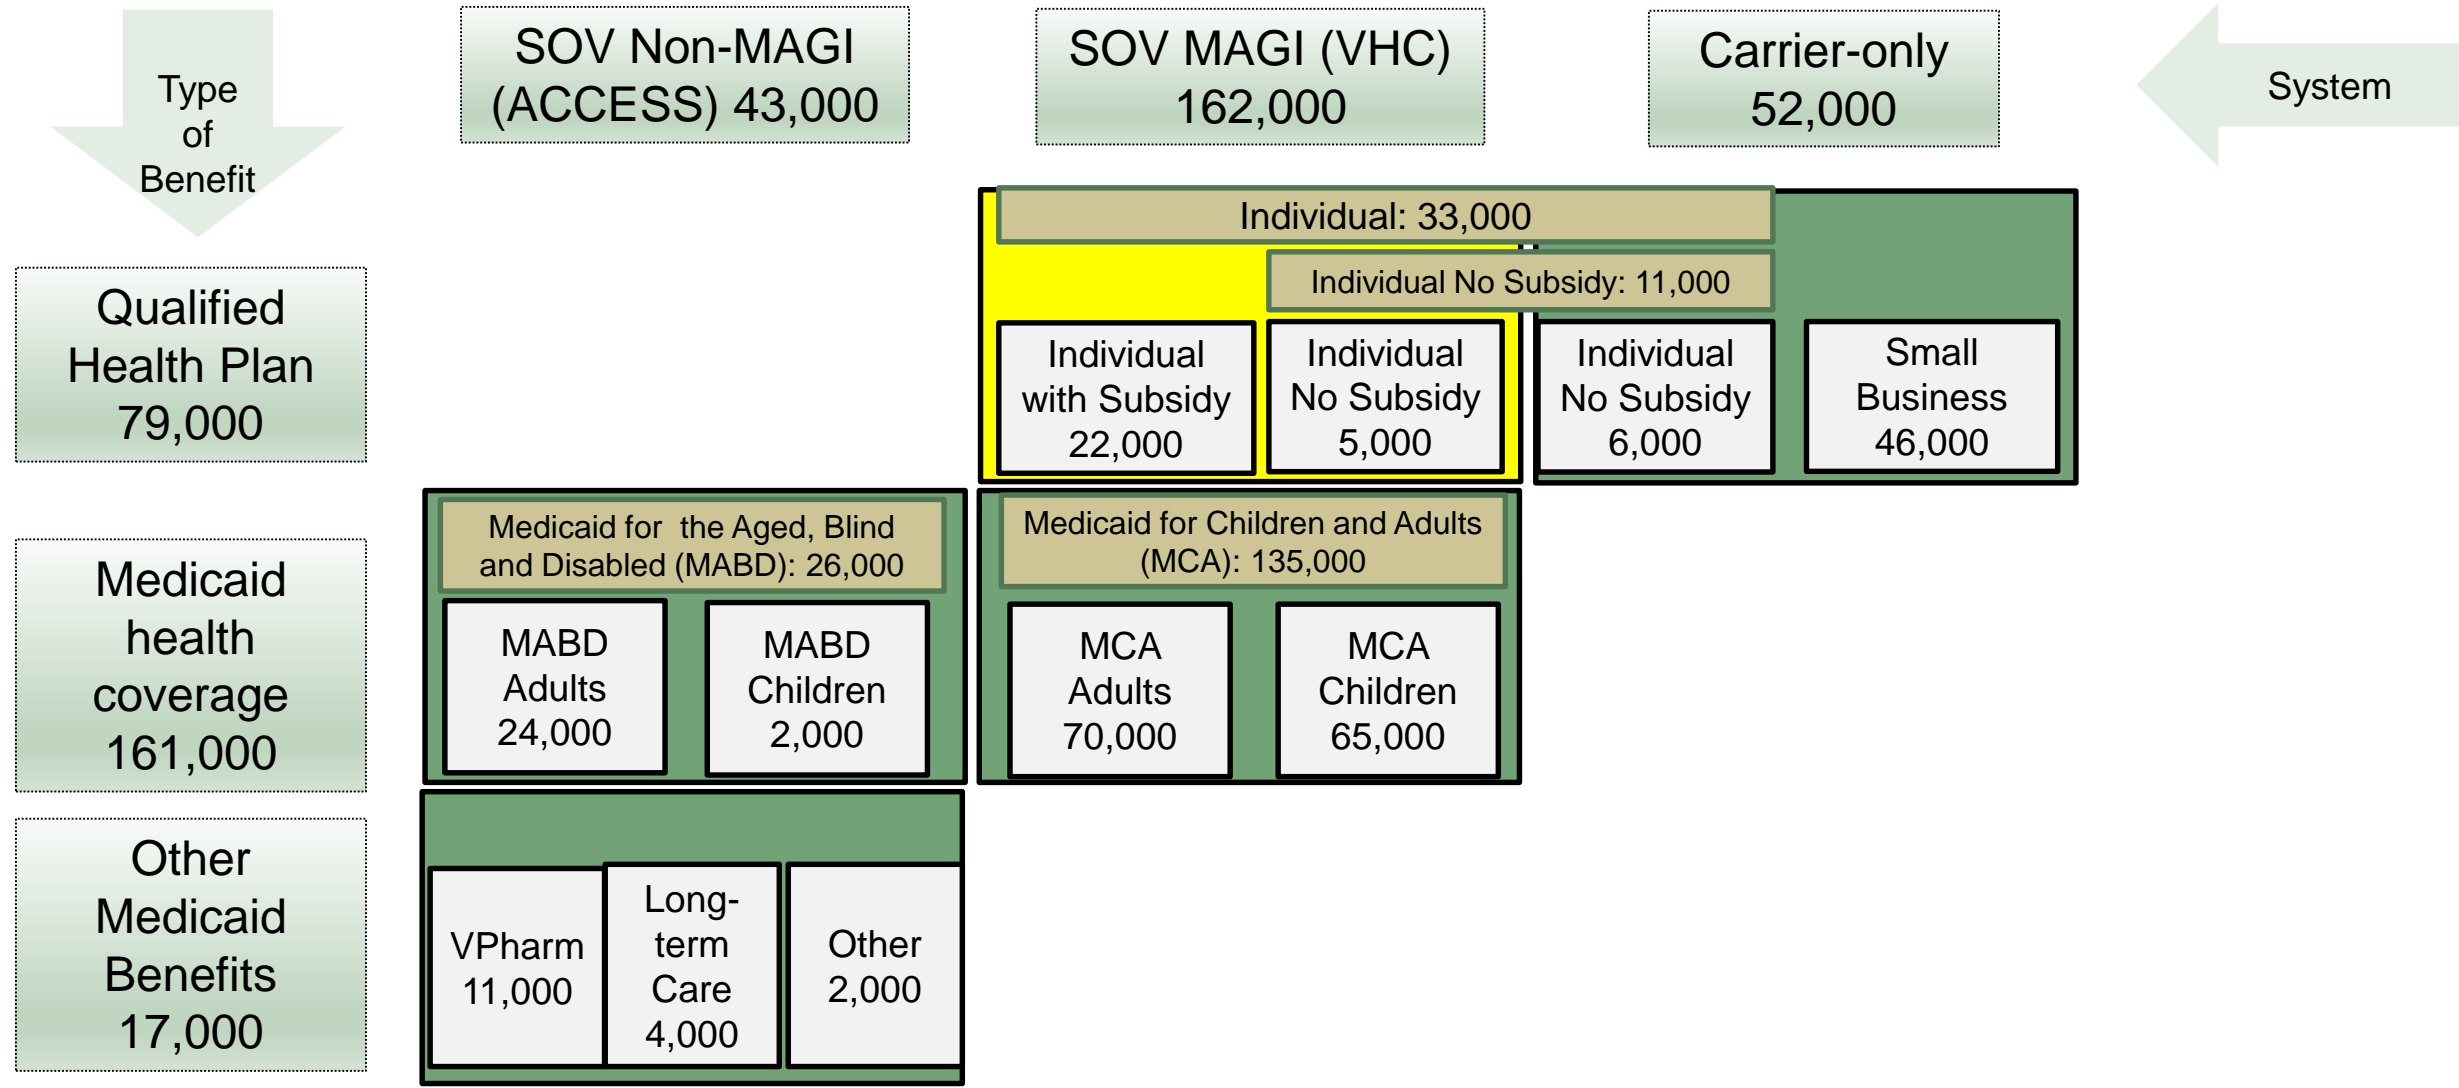 Type
of
Benefit
SOV Non-MAGI
(ACCESS) 43,000
SOV MAGI (VHC)
162,000
Carrier-only
52,000
System
Qualified
Health Plan
79,000
Individual: 33,000
Individual No Subsidy: 11,000
Individual
with Subsidy
22,000
Individual
No Subsidy
5,000
Individual
No Subsidy
6,000
Small
Business
46,000
Medicaid
health
coverage
161,000
Medicaid for the Aged, Blind
and Disabled (MABD): 26,000
MABD
Adults
24,000
MABD
Children
2,000
Medicaid for Children and Adults
(MCA): 135,000
MCA
Adults
70,000
MCA
Children
65,000
Other
Medicaid
Benefits
17,000
VPharm
11,000
Long-
term
Care
4,000
Other
2,000